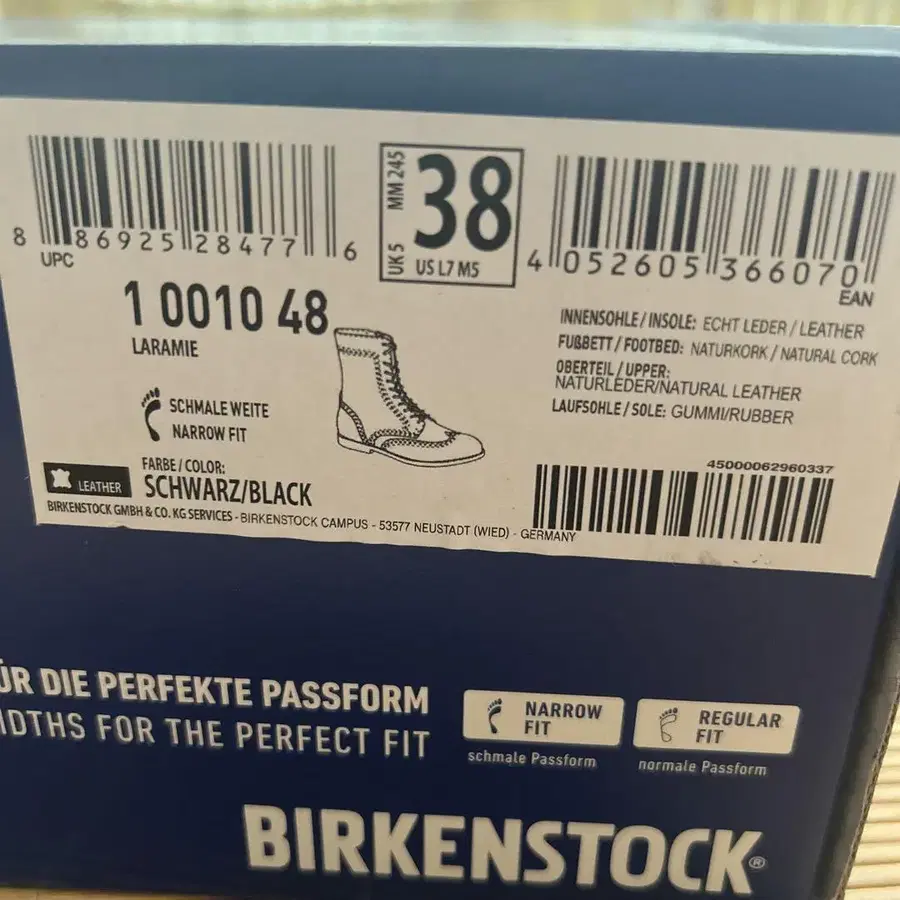 8 86925 28477 6
UPC
MM 245
UK 5
38
US L7 M5
4 052605 366070
EAN
1 0010 48
LARAMIE
SCHMALE WEITE
NARROW FIT
LEATHER
FARBE / COLOR:
SCHWARZ/BLACK
INNENSOHLE / INSOLE: ECHT LEDER / LEATHER
FUẞBETT / FOOTBED: NATURKORK / NATURAL CORK
OBERTEIL / UPPER:
NATURLEDER/NATURAL LEATHER
LAUFSOHLE / SOLE: GUMMI/RUBBER
45000062960337
BIRKENSTOCK GMBH & CO. KG SERVICES - BIRKENSTOCK CAMPUS - 53577 NEUSTADT (WIED) - GERMANY
ÜR DIE PERFEKTE PASSFORM
IDTHS FOR THE PERFECT FIT
NARROW
FIT
schmale Passform
REGULAR
FIT
normale Passform
BIRKENSTOCK®